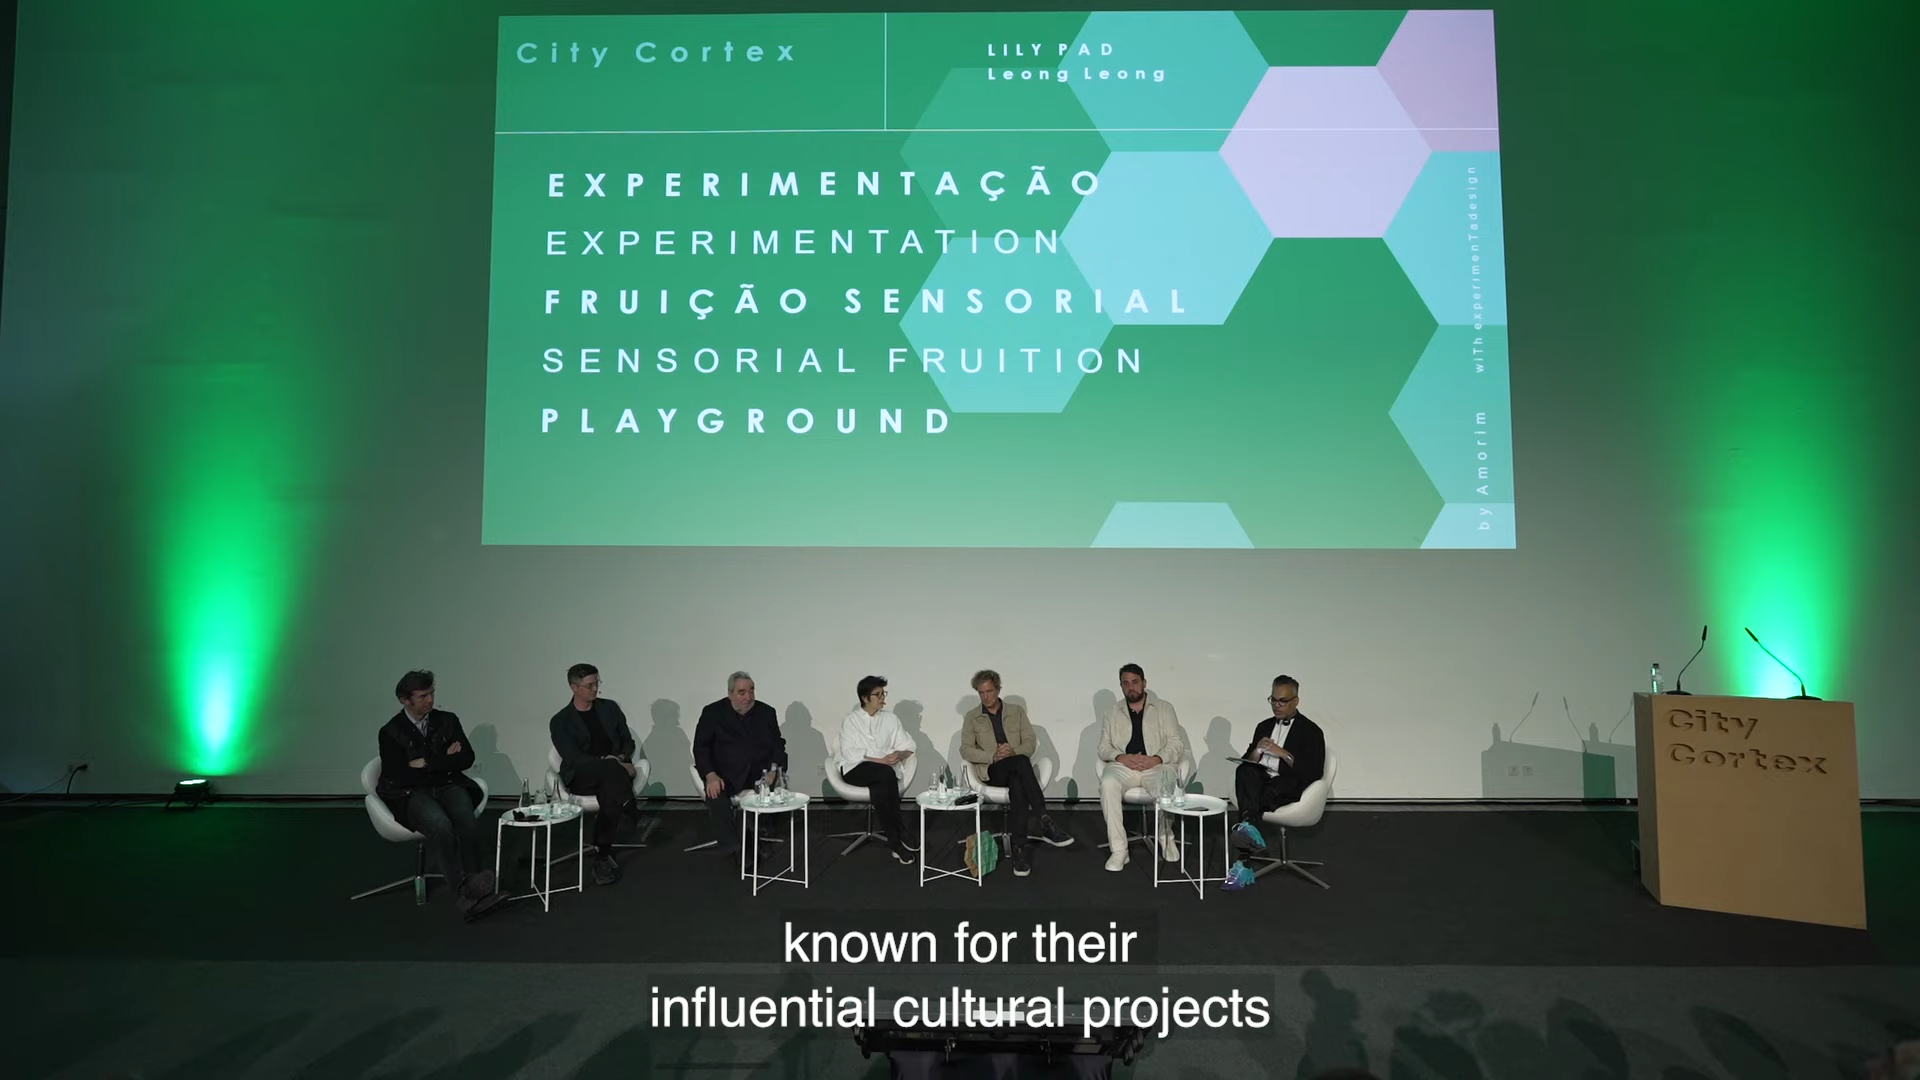 City Cortex
LILY PAD
Leong Leong
EXPERIMENTAÇÃO
EXPERIMENTATION
FRUIÇÃO SENSORIAL
SENSORIAL FRUITION
PLAYGROUND
by Amorim wiTh experimenTadesign
City
Cortex
known for their
influential cultural projects